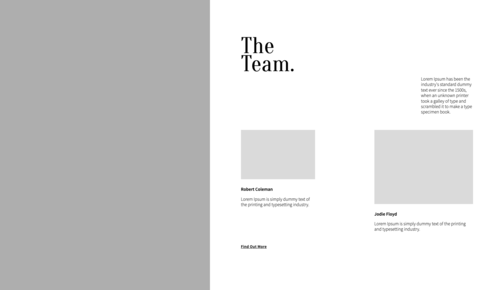 The
Team.
Lorem Ipsum has been the
industry's standard dummy
text ever since the 1500s,
when an unknown printer
took a galley of type and
scrambled it to make a type
specimen book.
Robert Coleman
Lorem Ipsum is simply dummy text of
the printing and typesetting industry.
Jodie Floyd
Lorem Ipsum is simply dummy text of the printing
and typesetting industry.
Find Out More